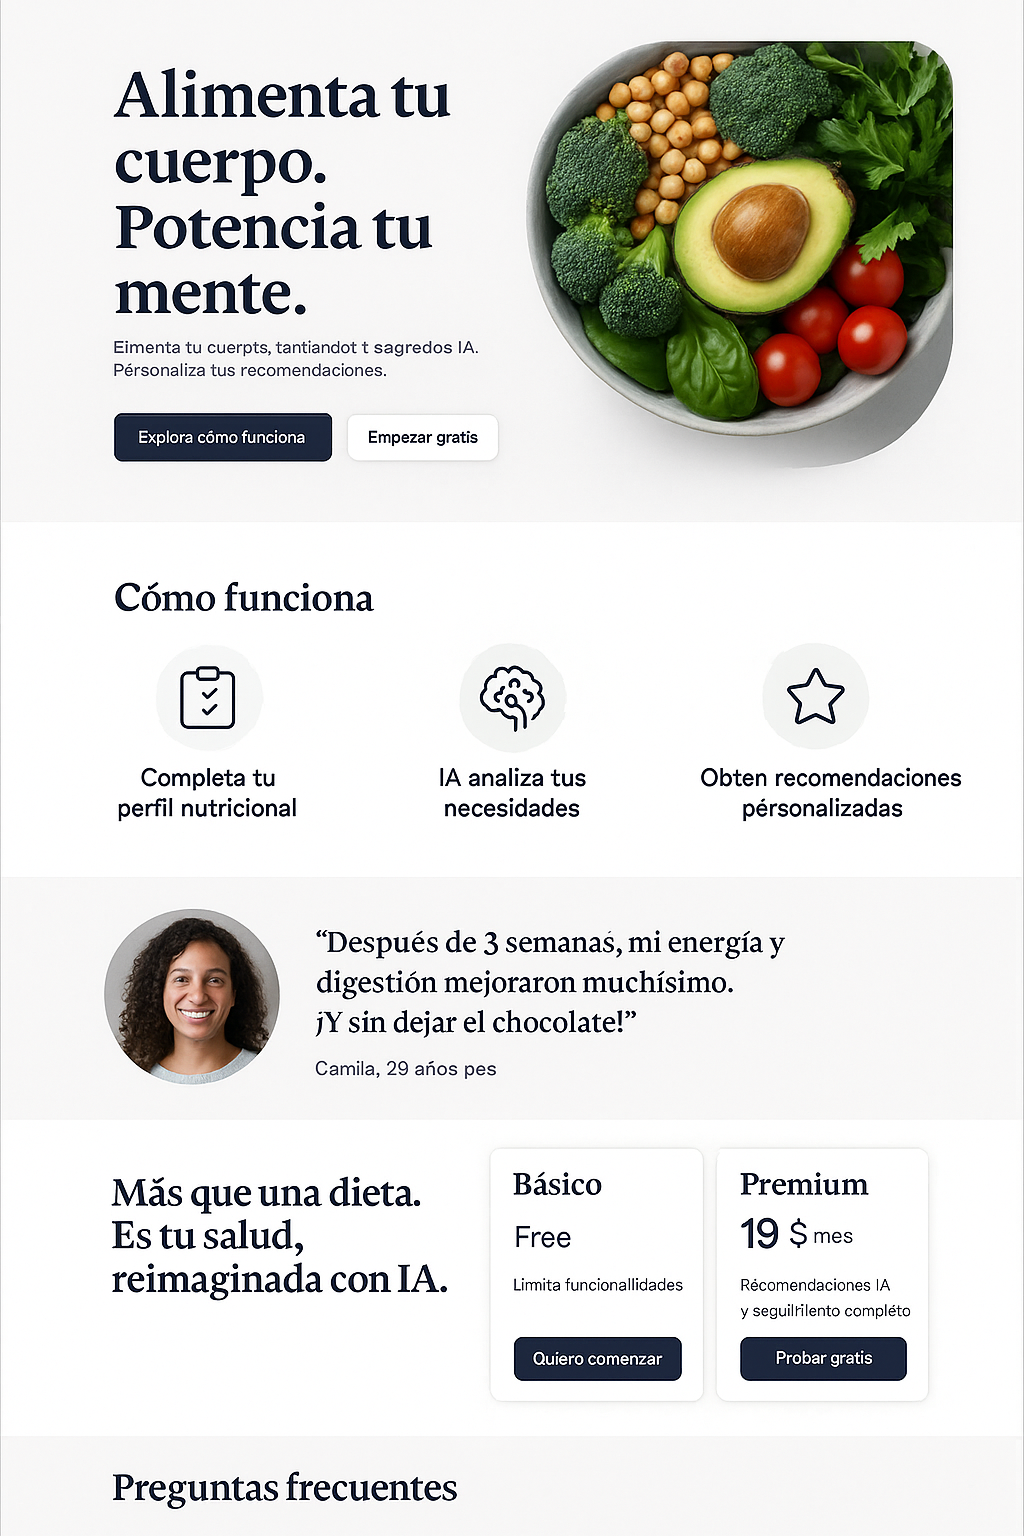 Alimenta tu
cuerpo.
Potencia tu
mente.
Eimenta tu cuerpts, tantiandot t sagredos IA.
Pérsonaliza tus recomendaciones.
Explora cómo funciona
Empezar gratis
Cómo funciona
Completa tu
perfil nutricional
IA analiza tus
necesidades
Obten recomendaciones
pérsonalizadas
“Después de 3 semanaś, mi energía y
digestión mejoraron muchísimo.
¡Y sin dejar el chocolate!”
Camila, 29 años pes
Más que una dieta.
Es tu salud,
reimaginada con IA.
Básico
Free
Limita funcionallidades
Quiero comenzar
Premium
19 $ mes
Récomendaciones IA
y seguilrilento compléto
Probar gratis
Preguntas frecuentes